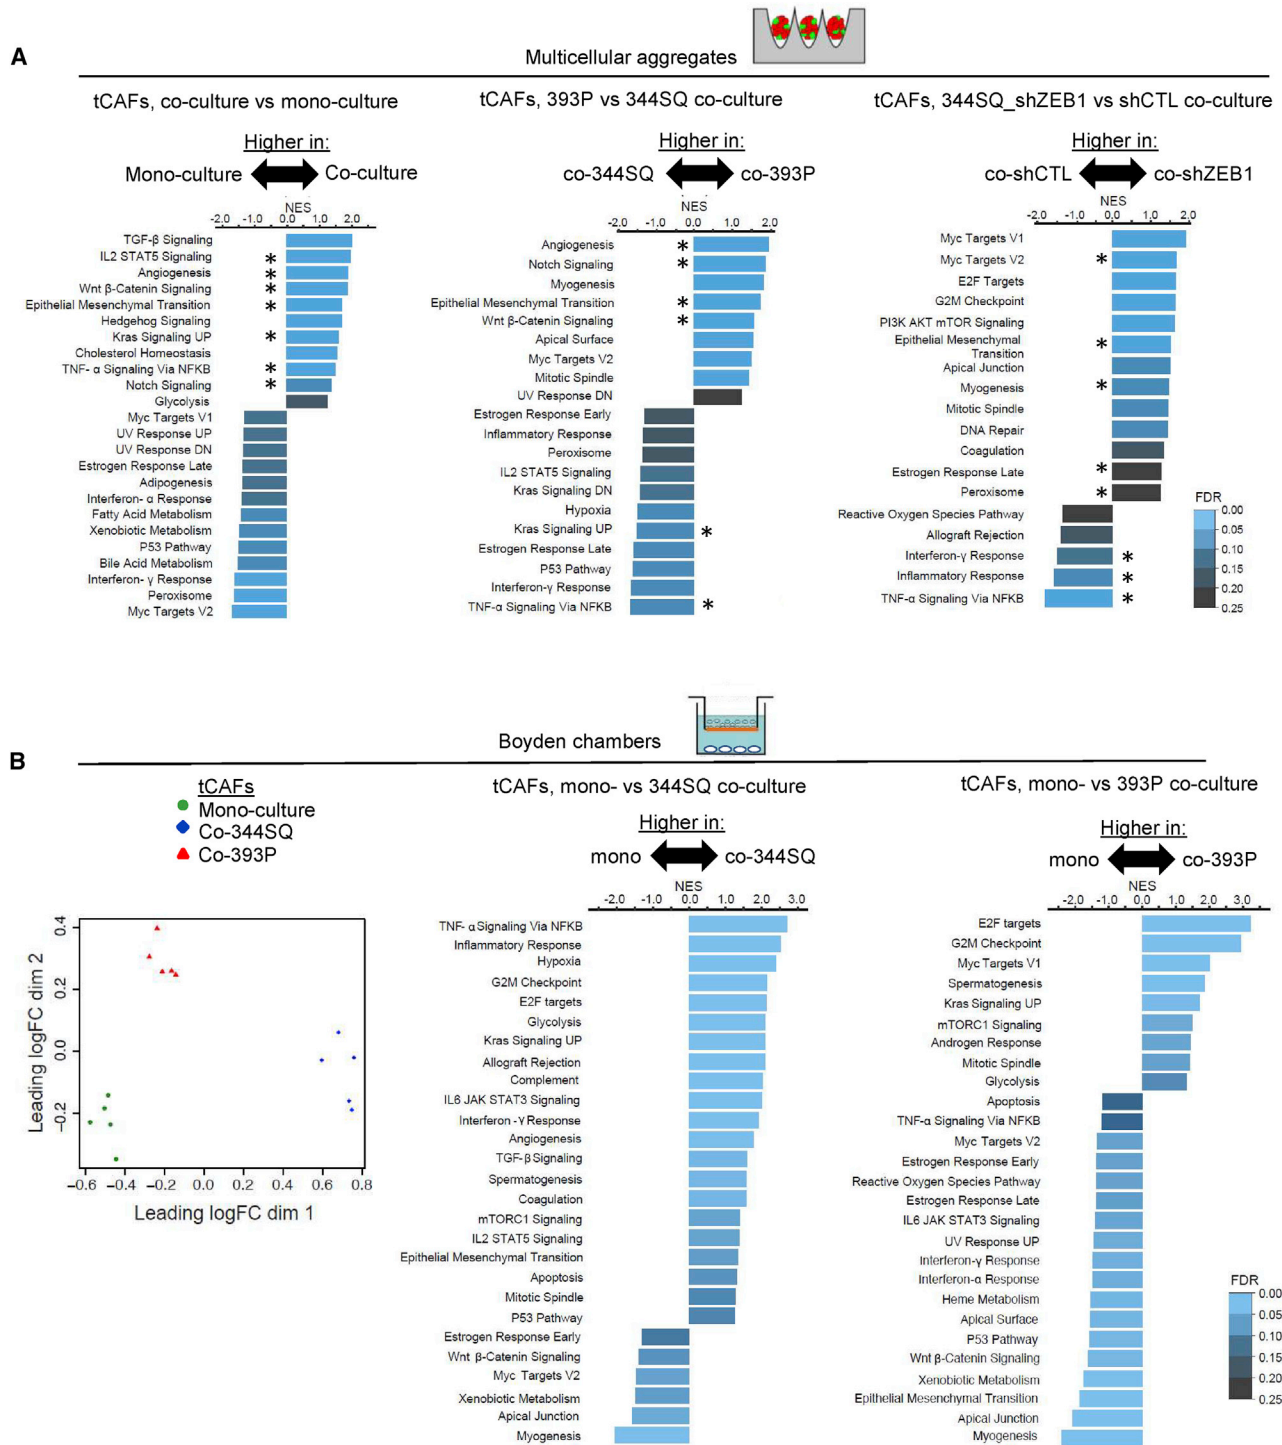 A
Multicellular aggregates
tCAFs, co-culture vs mono-culture
Higher in:
Mono-culture
Co-culture
NES
-2.0 -1.0 0.0 1.0 2.0
TGF-β Signaling
IL2 STAT5 Signaling *
Angiogenesis *
Wnt β-Catenin Signaling *
Epithelial Mesenchymal Transition *
Hedgehog Signaling
Kras Signaling UP *
Cholesterol Homeostasis
TNF- α Signaling Via NFKB *
Notch Signaling *
Glycolysis
Myc Targets V1
UV Response UP
UV Response DN
Estrogen Response Late
Adipogenesis
Interferon- α Response
Fatty Acid Metabolism
Xenobiotic Metabolism
P53 Pathway
Bile Acid Metabolism
Interferon- γ Response
Peroxisome
Myc Targets V2
tCAFs, 393P vs 344SQ co-culture
Higher in:
co-344SQ
co-393P
NES
-2.0 -1.0 0.0 1.0 2.0
Angiogenesis *
Notch Signaling *
Myogenesis
Epithelial Mesenchymal Transition *
Wnt β-Catenin Signaling *
Apical Surface
Myc Targets V2
Mitotic Spindle
UV Response DN
Estrogen Response Early
Inflammatory Response
Peroxisome
IL2 STAT5 Signaling
Kras Signaling DN
Hypoxia
Kras Signaling UP *
Estrogen Response Late
P53 Pathway
Interferon-γ Response
TNF-α Signaling Via NFKB *
tCAFs, 344SQ_shZEB1 vs shCTL co-culture
Higher in:
co-shCTL
co-shZEB1
NES
-2.0 -1.0 0.0 1.0 2.0
Myc Targets V1
Myc Targets V2 *
E2F Targets
G2M Checkpoint
PI3K AKT mTOR Signaling
Epithelial Mesenchymal *
Transition
Apical Junction
Myogenesis *
Mitotic Spindle
DNA Repair
Coagulation
Estrogen Response Late *
Peroxisome *
Reactive Oxygen Species Pathway
Allograft Rejection
Interferon-γ Response *
Inflammatory Response *
TNF-α Signaling Via NFKB *
FDR
0.00
0.05
0.10
0.15
0.20
0.25
B
Boyden chambers
tCAFs
Mono-culture
Co-344SQ
Co-393P
Leading logFC dim 2
0.4
0.2
0.0
−0.2
−0.6 −0.4 −0.2 0.0 0.2 0.4 0.6 0.8
Leading logFC dim 1
tCAFs, mono- vs 344SQ co-culture
Higher in:
mono
co-344SQ
NES
-2.0 -1.0 0.0 1.0 2.0 3.0
TNF- α Signaling Via NFKB
Inflammatory Response
Hypoxia
G2M Checkpoint
E2F targets
Glycolysis
Kras Signaling UP
Allograft Rejection
Complement
IL6 JAK STAT3 Signaling
Interferon -γ Response
Angiogenesis
TGF-β Signaling
Spermatogenesis
Coagulation
mTORC1 Signaling
IL2 STAT5 Signaling
Epithelial Mesenchymal Transition
Apoptosis
Mitotic Spindle
P53 Pathway
Estrogen Response Early
Wnt β-Catenin Signaling
Myc Targets V2
Xenobiotic Metabolism
Apical Junction
Myogenesis
tCAFs, mono- vs 393P co-culture
Higher in:
mono
co-393P
NES
-2.0 -1.0 0.0 1.0 2.0 3.0
E2F targets
G2M Checkpoint
Myc Targets V1
Spermatogenesis
Kras Signaling UP
mTORC1 Signaling
Androgen Response
Mitotic Spindle
Glycolysis
Apoptosis
TNF-α Signaling Via NFKB
Myc Targets V2
Estrogen Response Early
Reactive Oxygen Species Pathway
Estrogen Response Late
IL6 JAK STAT3 Signaling
UV Response UP
Interferon-γ Response
Interferon-α Response
Heme Metabolism
Apical Surface
P53 Pathway
Wnt β-Catenin Signaling
Xenobiotic Metabolism
Epithelial Mesenchymal Transition
Apical Junction
Myogenesis
FDR
0.00
0.05
0.10
0.15
0.20
0.25